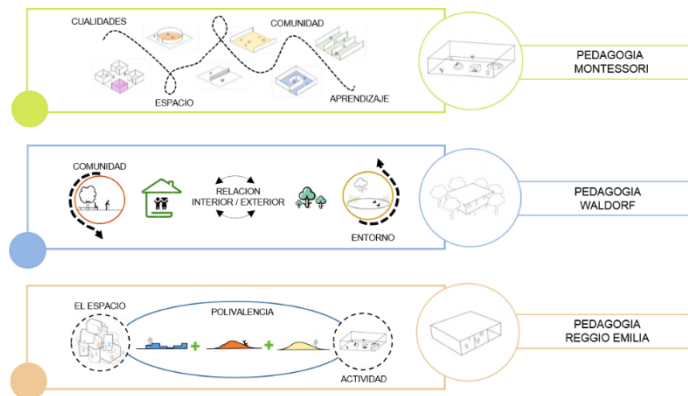 CUALIDADES
COMUNIDAD
ESPACIO
APRENDIZAJE
PEDAGOGIA
MONTESSORI
COMUNIDAD
RELACION
INTERIOR / EXTERIOR
ENTORNO
PEDAGOGIA
WALDORF
EL ESPACIO
POLIVALENCIA
ACTIVIDAD
PEDAGOGIA
REGGIO EMILIA